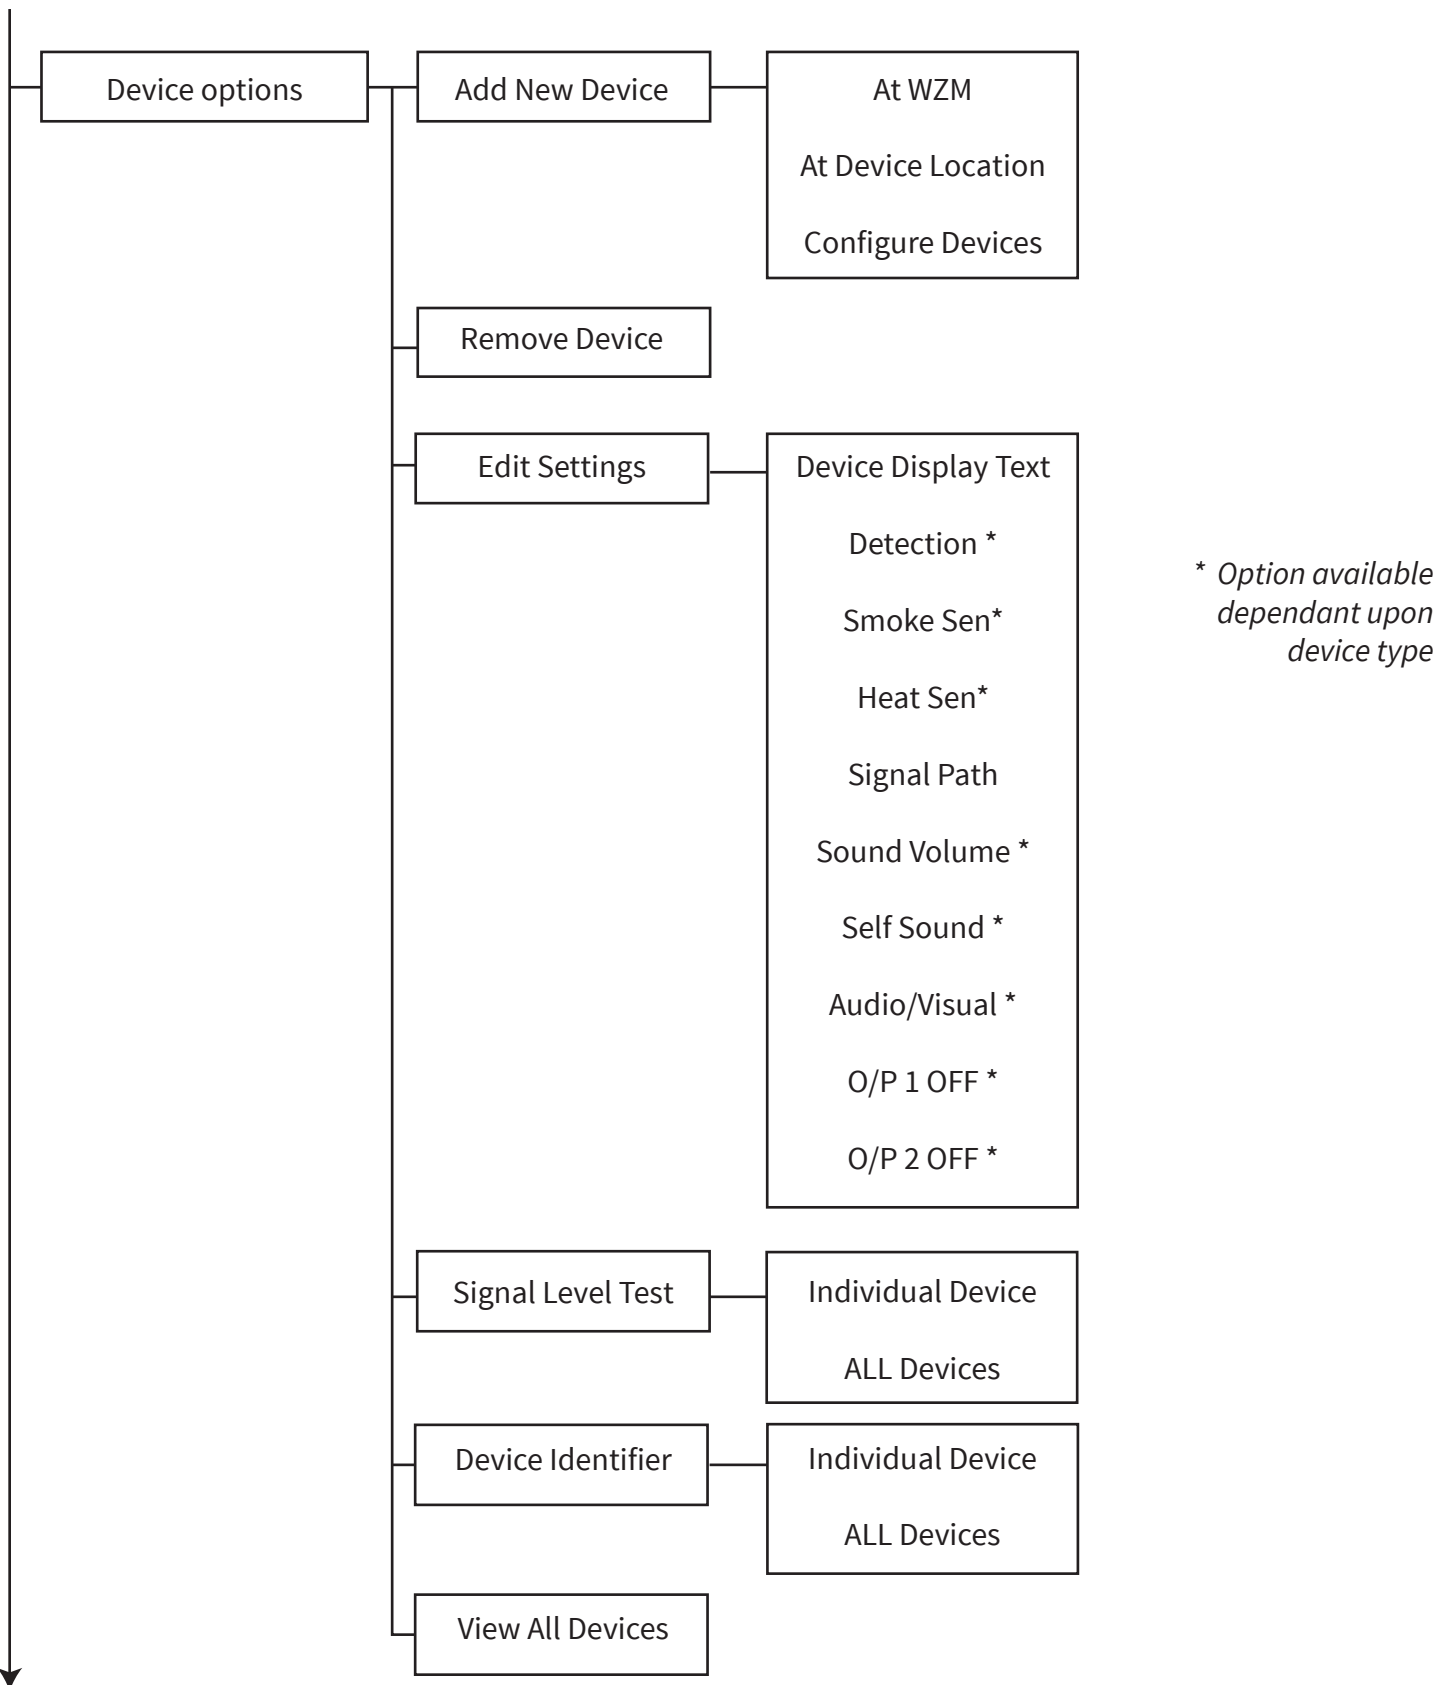 Device options
Add New Device
At WZM
At Device Location
Configure Devices
Remove Device
Edit Settings
Device Display Text
Detection *
Smoke Sen*
Heat Sen*
Signal Path
Sound Volume *
Self Sound *
Audio/Visual *
O/P 1 OFF *
O/P 2 OFF *
* Option available
dependant upon
device type
Signal Level Test
Individual Device
ALL Devices
Device Identifier
Individual Device
ALL Devices
View All Devices